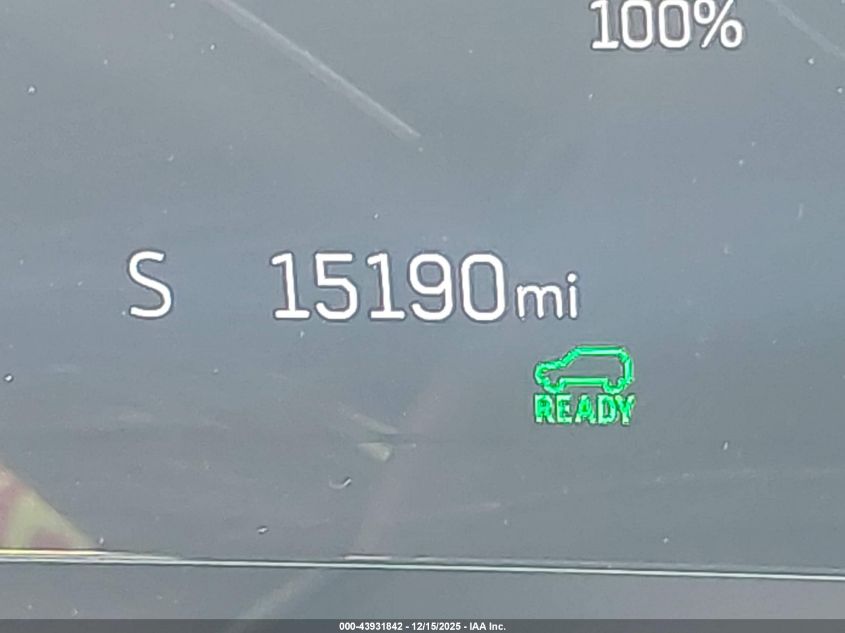 100%
S 15190mi
READY
000-43931842 - 12/15/2025 - IAA Inc.